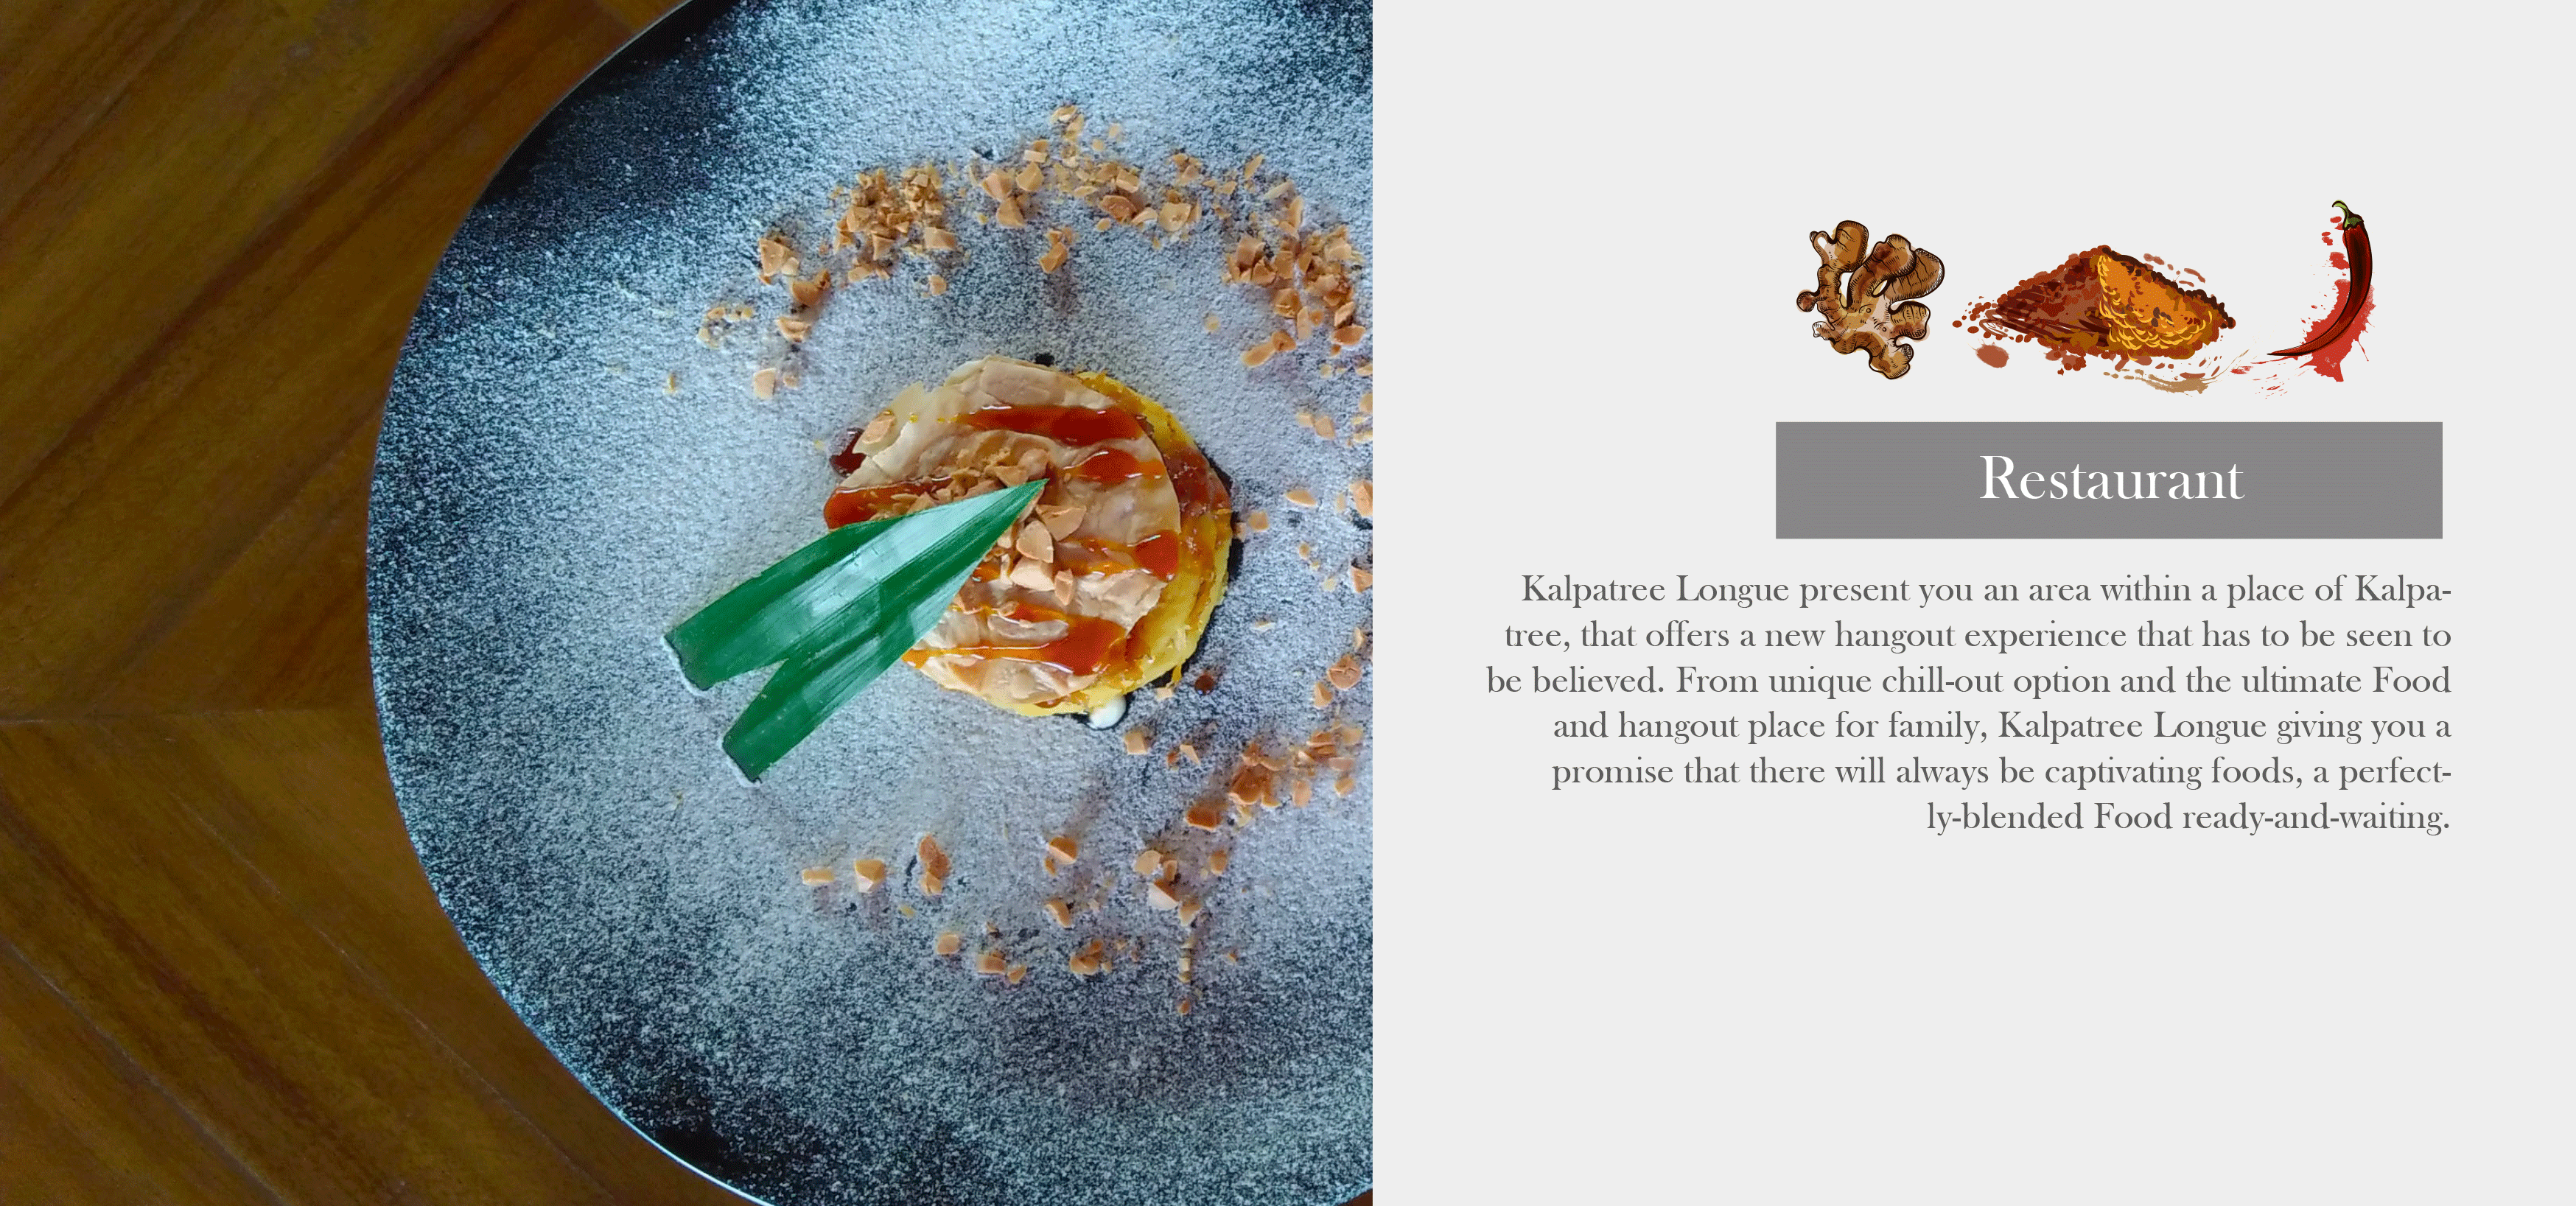 Restaurant
Kalpatree Longue present you an area within a place of Kalpa-
tree, that offers a new hangout experience that has to be seen to
be believed. From unique chill-out option and the ultimate Food
and hangout place for family, Kalpatree Longue giving you a
promise that there will always be captivating foods, a perfect-
ly-blended Food ready-and-waiting.